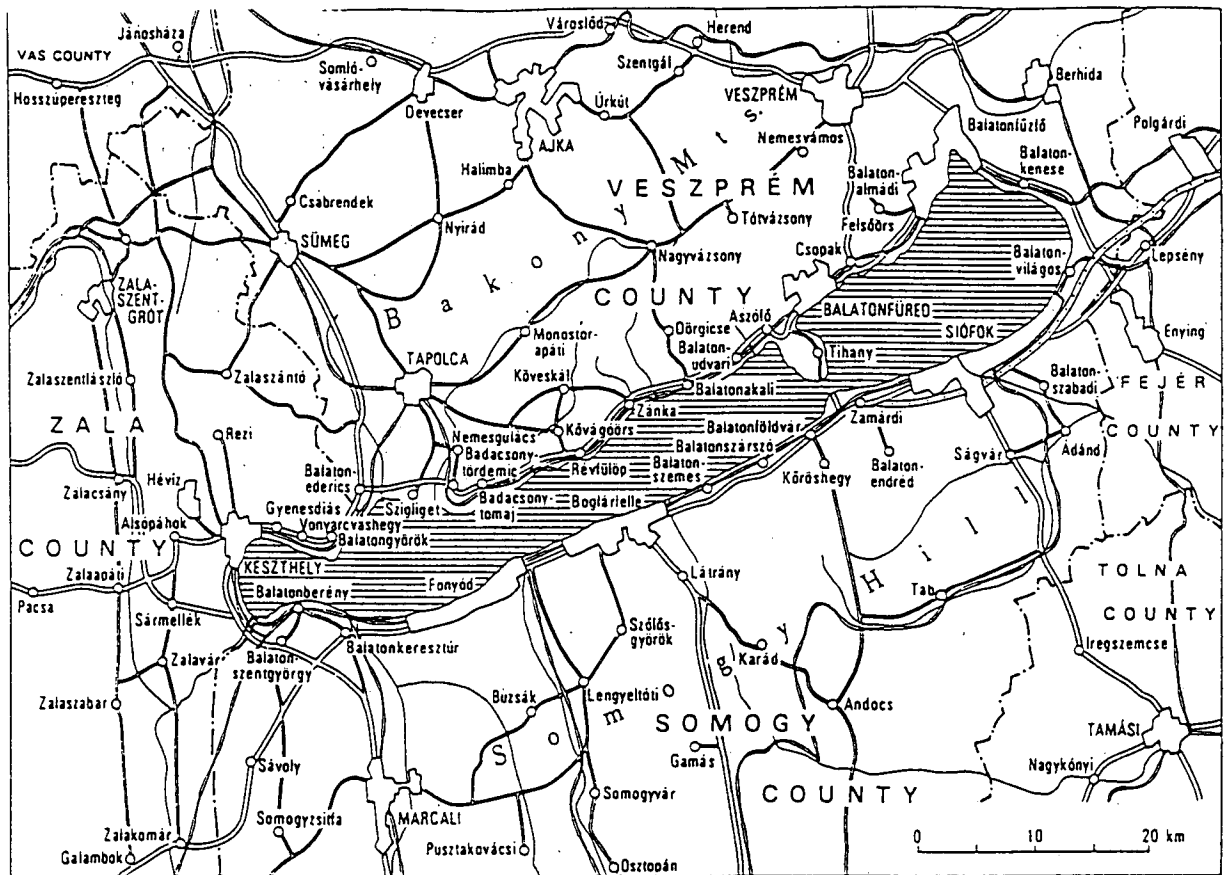 Jánosháza
VAS COUNTY
Hosszúpereszteg
Somló-
vásárhely
Devecser
Városlőd
Herend
Szentgál
Úrkút
AJKA
VESZPRÉM
Nemesvámos
Berhida
Balatonfűzfő
Polgárdi
Balaton-
kenese
Balaton-
almádi
Felsőörs
Csopak
Halimba
VESZPRÉM
Tótvázsony
Csabrendek
Nyirád
SÜMEG
Nagyvázsony
Balaton-
világos
Lepsény
Bakony Mts.
COUNTY
ZALA-
SZENT-
GRÓT
Aszófő
BALATONFÜRED
SIÓFOK
Enying
Monostor-
apáti
Dörgicse
Balaton-
udvari
Tihany
TAPOLCA
Zalaszentlászló
Zalaszántó
Köveskál
Balatonakali
Balaton-
szabadi
FEJÉR
COUNTY
Zánka
Zamárdi
ZALA
Rezi
Nemesgulács
Badacsony-
tördemic
Kővágóörs
Balatonföldvár
Balatonszárszó
Ságvár
Ádánd
Révfülöp
Balaton-
szemes
Kőröshegy
Balaton-
endréd
Zalacsány
Hévíz
Balaton-
ederics
Szigliget
Badacsony-
tomaj
Boglárlelle
Gyenesdiás
Vonyarcvashegy
Balatongyörök
Alsópáhok
COUNTY
KESZTHELY
Fonyód
Látrány
Tab
TOLNA
COUNTY
Zalaapáti
Pacsa
Balatonberény
Sármellék
Szőlős-
györök
Balatonkeresztúr
Karád
Iregszemcse
Zalavár
Balaton-
szentgyörgy
Buzsák
Lengyeltóti
Andocs
Zalaszabar
Somogy Hill
SOMOGY
TAMÁSI
Gamás
Nagykónyi
Sávoly
COUNTY
Somogyvár
Somogyzsitfa
MARCALI
Zalakomár
Galambok
Pusztakovácsi
Osztopán
0 10 20 km